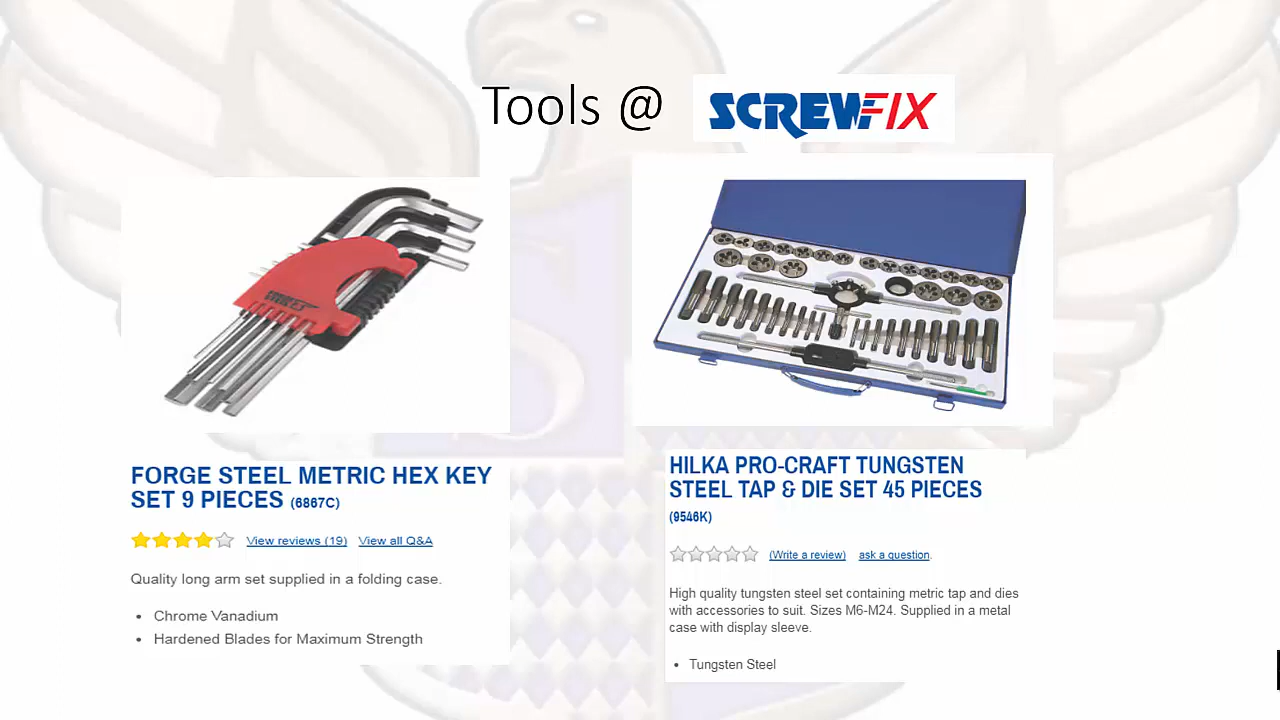 Tools @ SCREWFIX
FORGE STEEL METRIC HEX KEY
SET 9 PIECES (6867C)
View reviews (19) View all Q&A
Quality long arm set supplied in a folding case.
• Chrome Vanadium
• Hardened Blades for Maximum Strength
HILKA PRO-CRAFT TUNGSTEN
STEEL TAP & DIE SET 45 PIECES
(9546K)
(Write a review) ask a question.
High quality tungsten steel set containing metric tap and dies
with accessories to suit. Sizes M6-M24. Supplied in a metal
case with display sleeve.
• Tungsten Steel